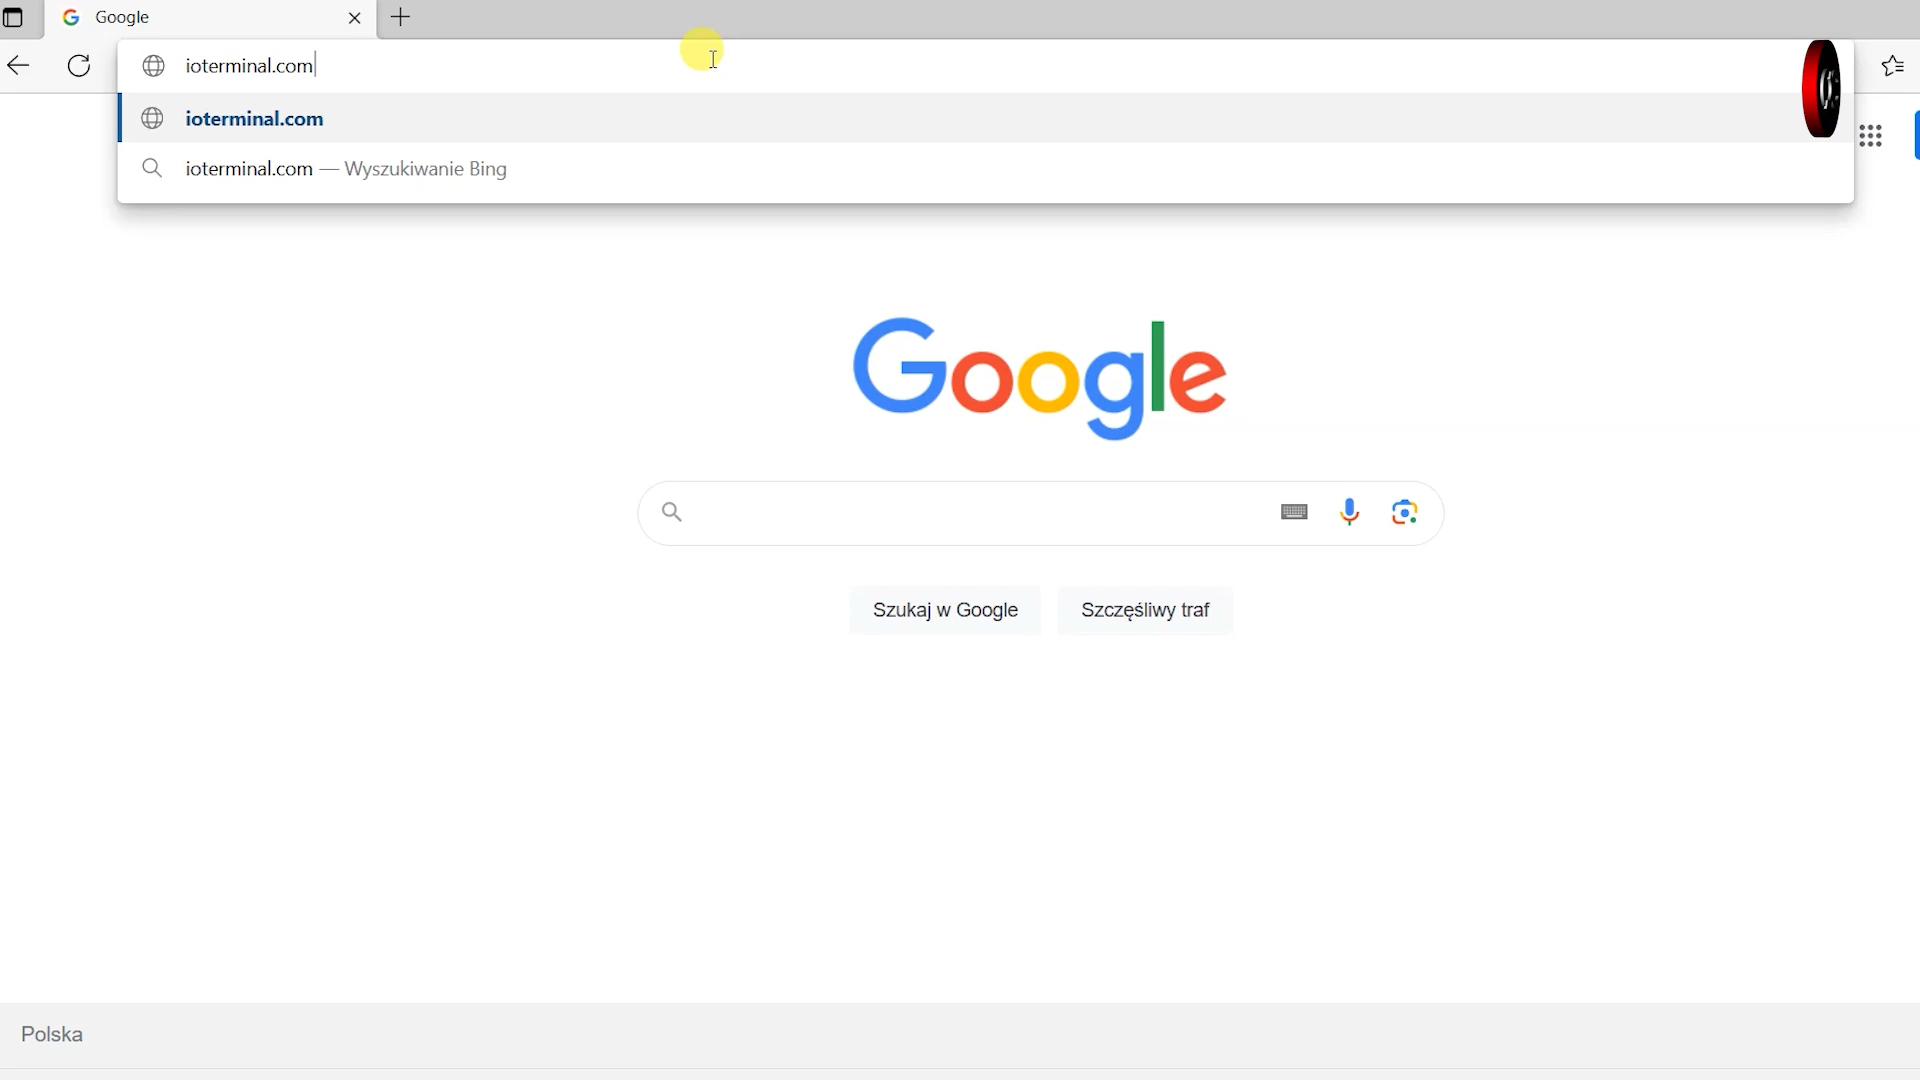 Google
ioterminal.com
ioterminal.com
ioterminal.com — Wyszukiwanie Bing
Google
Szukaj w Google
Szczęśliwy traf
Polska